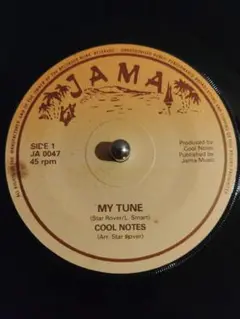 JAMA
SIDE 1
JA 0047
45 rpm
Produced by
Cool Notes
Published by
Jama Music
MY TUNE
(Star Rover/L. Smart)
COOL NOTES
(Arr. Star Rover)